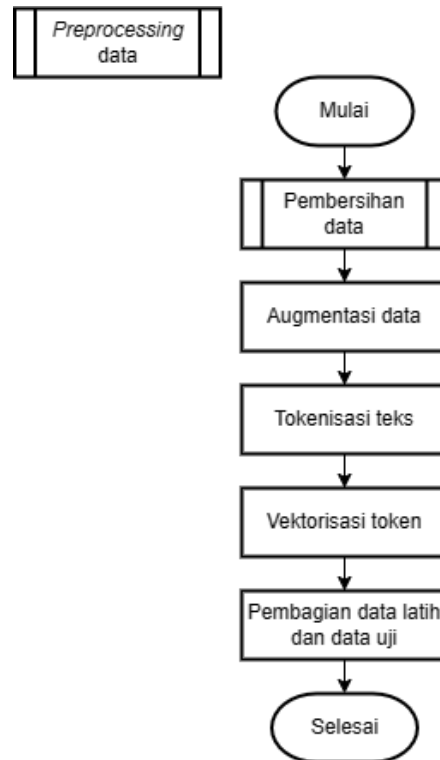 Preprocessing
data
Mulai
Pembersihan
data
Augmentasi data
Tokenisasi teks
Vektorisasi token
Pembagian data latih
dan data uji
Selesai